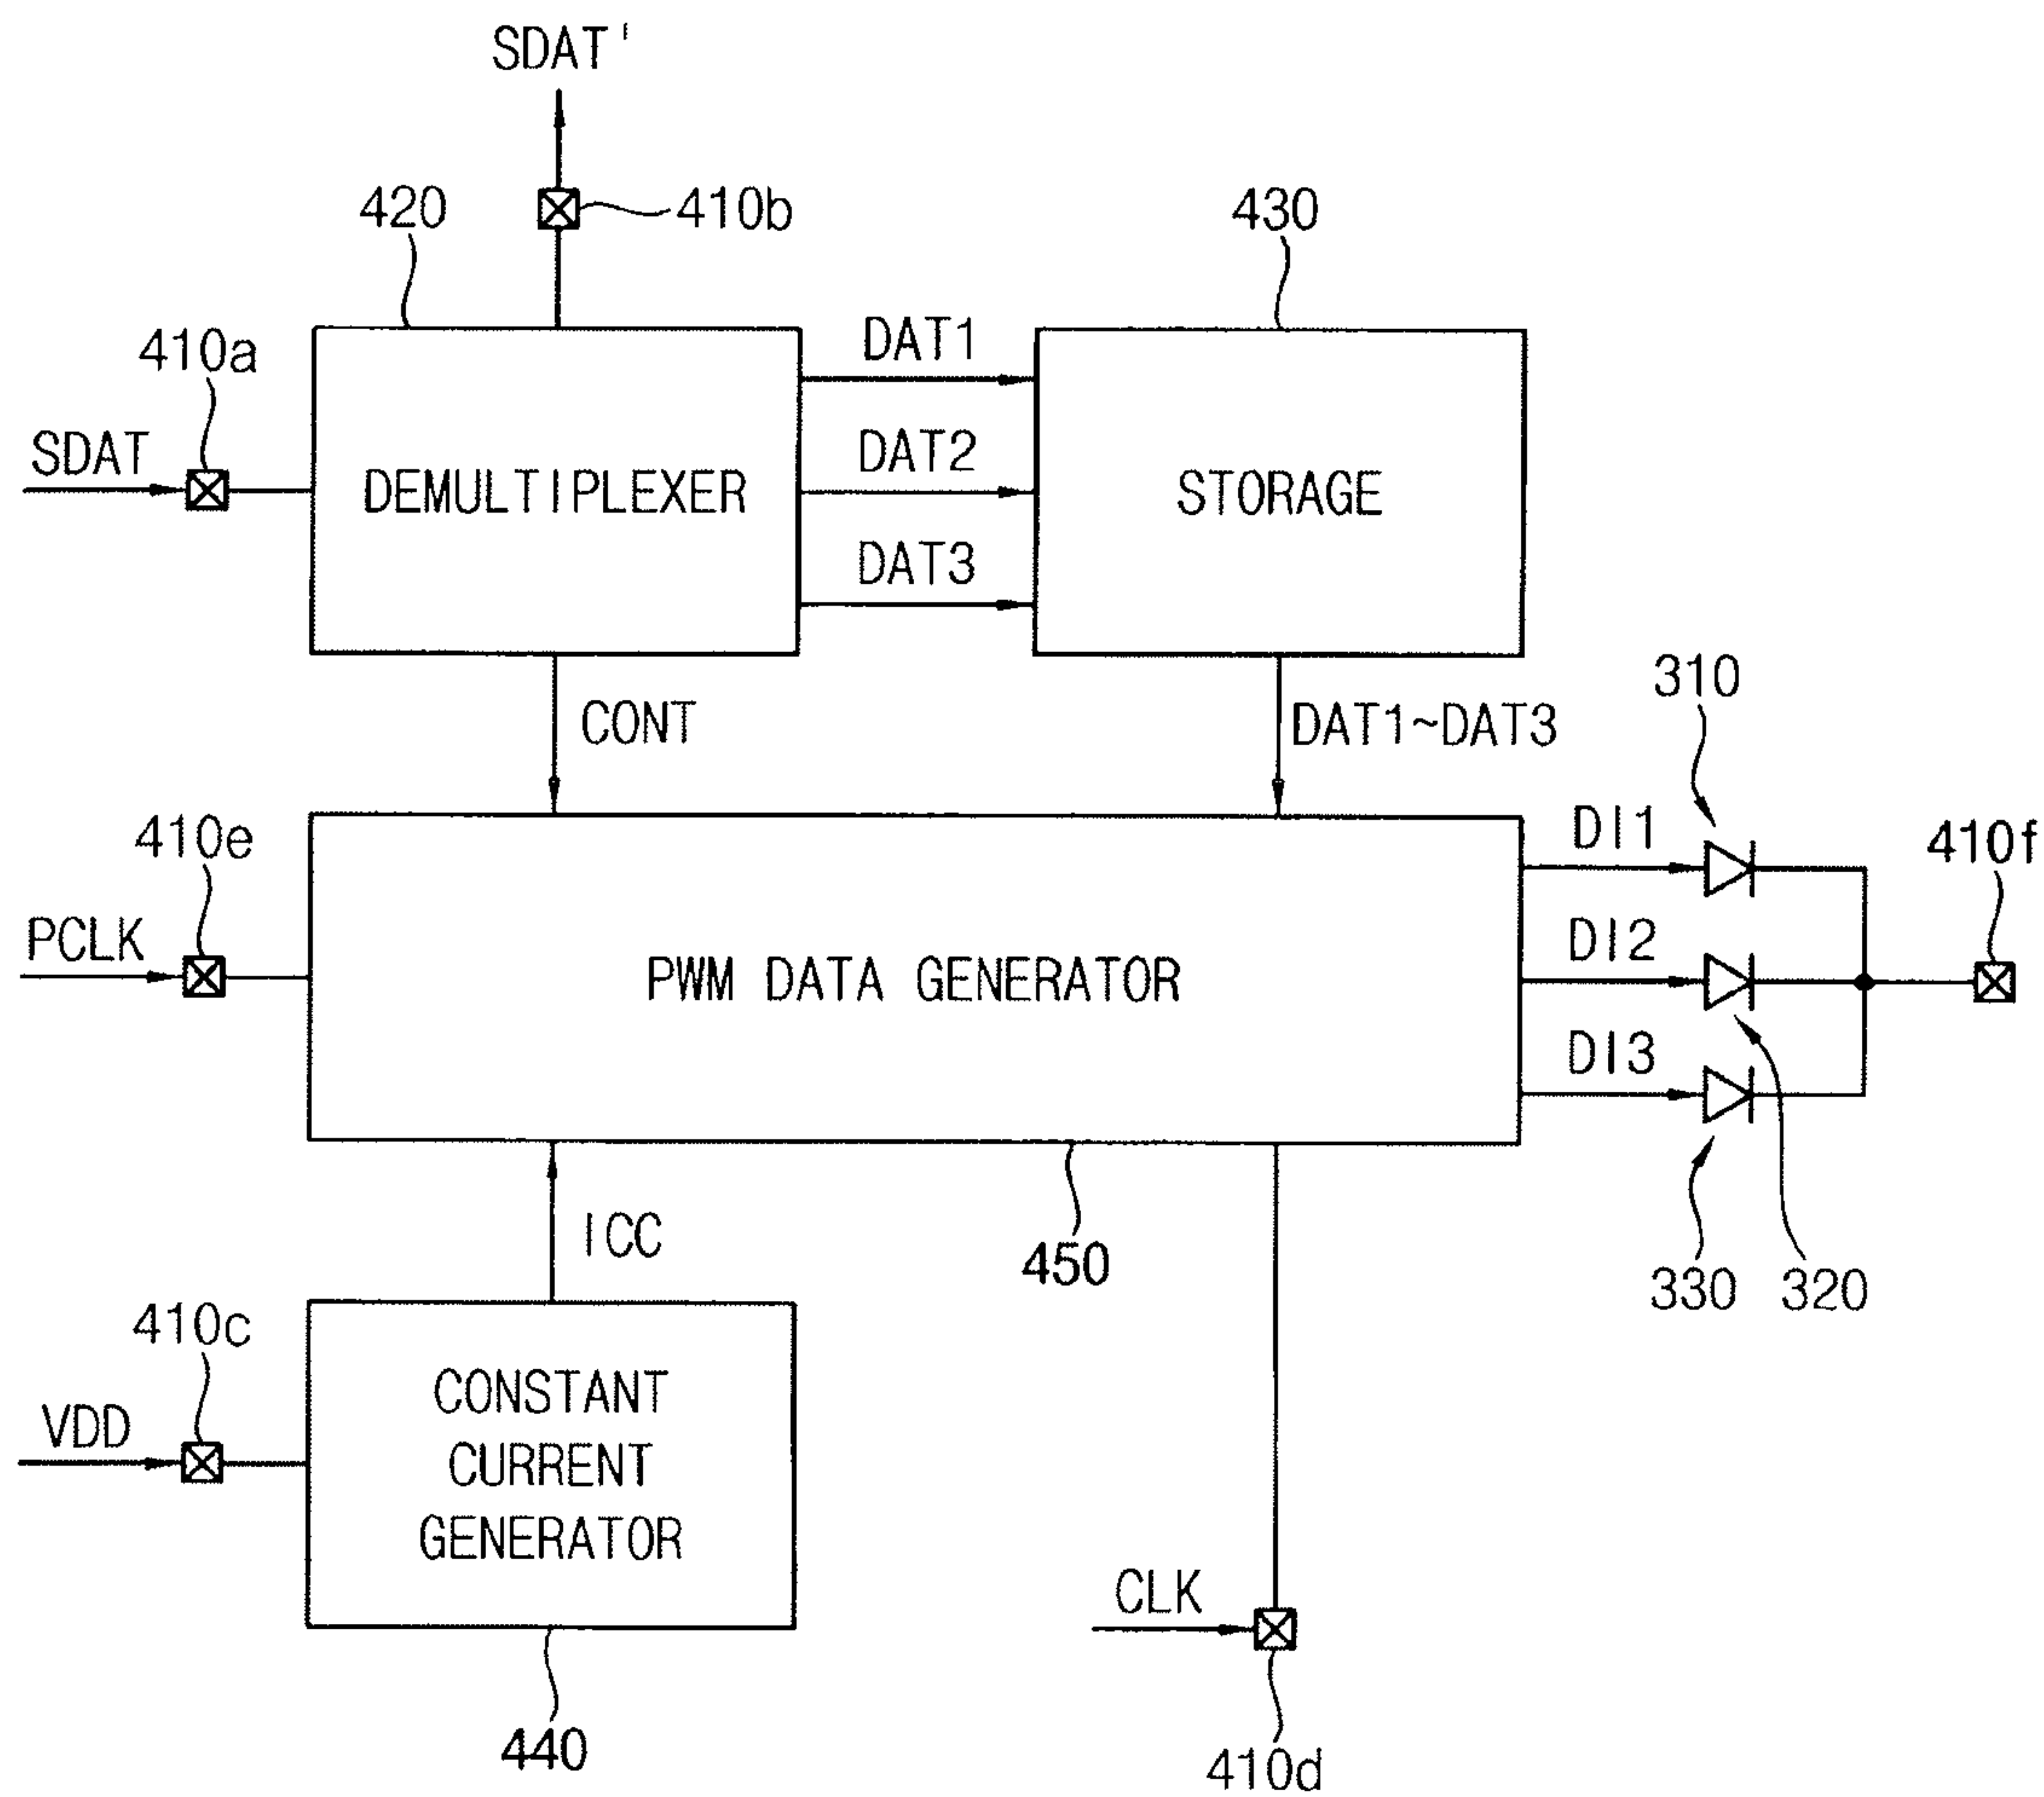 SDAT'
420
410b
430
410a
DAT1
SDAT
DEMULTIPLEXER
DAT2
STORAGE
DAT3
310
CONT
DAT1~DAT3
410e
DI1
410f
PCLK
PWM DATA GENERATOR
DI2
DI3
ICC
450
330
320
410c
VDD
CONSTANT
CURRENT
GENERATOR
CLK
440
410d